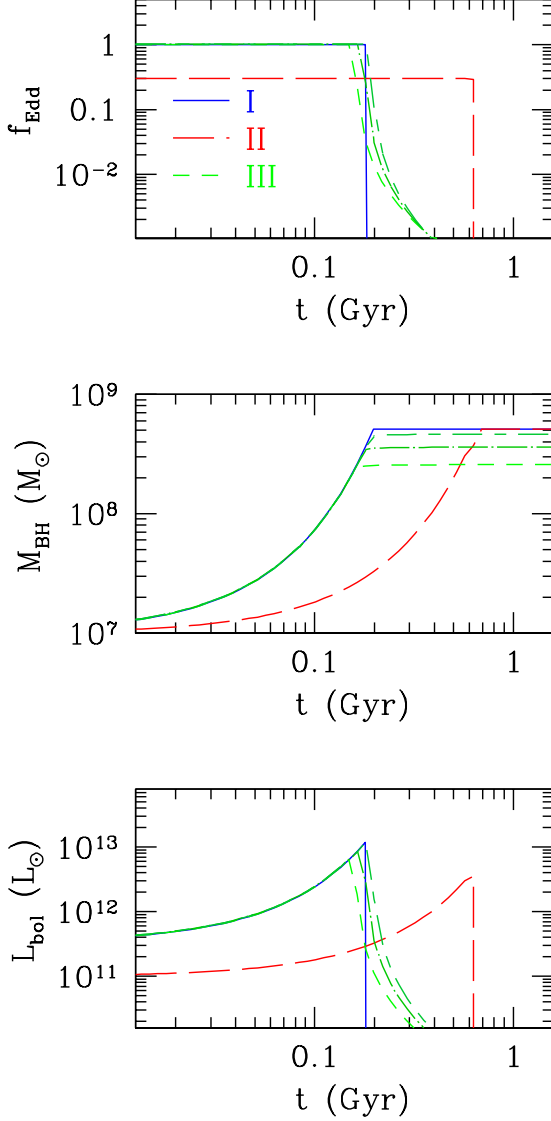 f_Edd
1
0.1
10⁻²
I
II
III
0.1 1
t (Gyr)
M_BH (M_⊙)
10⁹
10⁸
10⁷
0.1 1
t (Gyr)
L_bol (L_⊙)
10¹³
10¹²
10¹¹
0.1 1
t (Gyr)